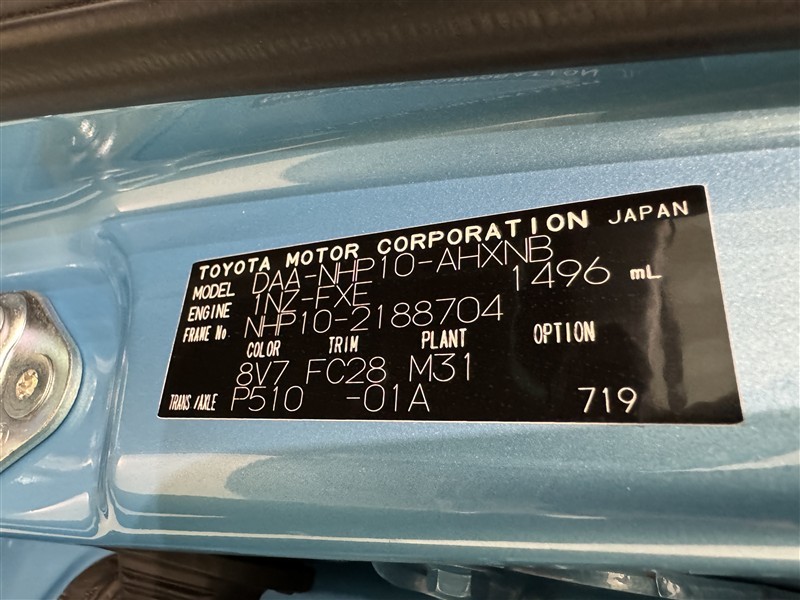 TOYOTA MOTOR CORPORATION JAPAN
MODEL DAA-NHP10-AHXNB
ENGINE 1NZ-FXE 1496 mL
FRAME No NHP10-2188704
COLOR TRIM PLANT OPTION
8V7 FC28 M31
TRANS/AXLE P510 -01A 719